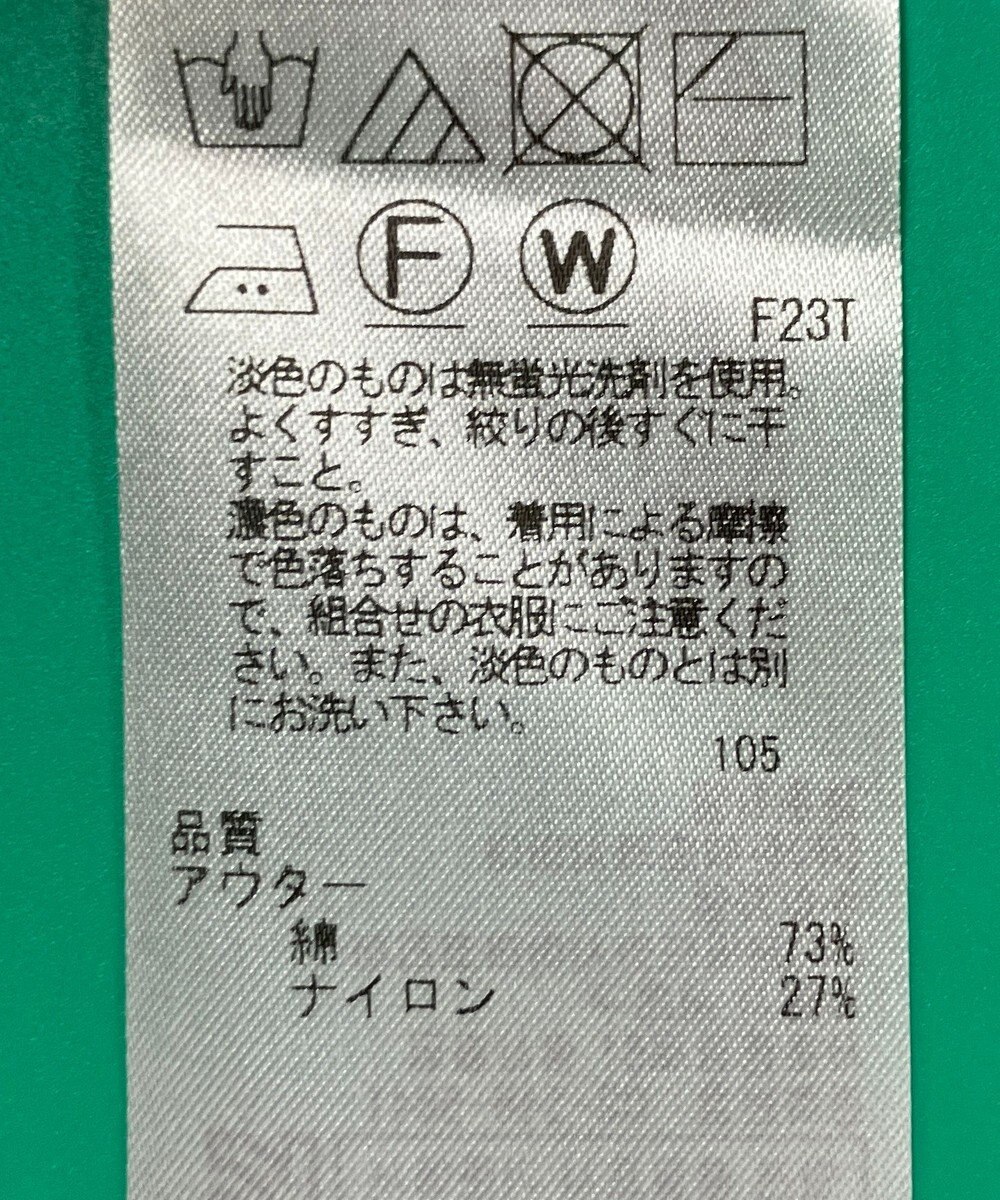 F W
F23T
淡色のものは無蛍光洗剤を使用。
よくすすぎ、絞りの後すぐに干
すこと。
濃色のものは、着用による摩擦
で色落ちすることがありますの
で、組合せの衣服にご注意くだ
さい。また、淡色のものとは別
にお洗い下さい。
105
品質
アウター
綿 73%
ナイロン 27%